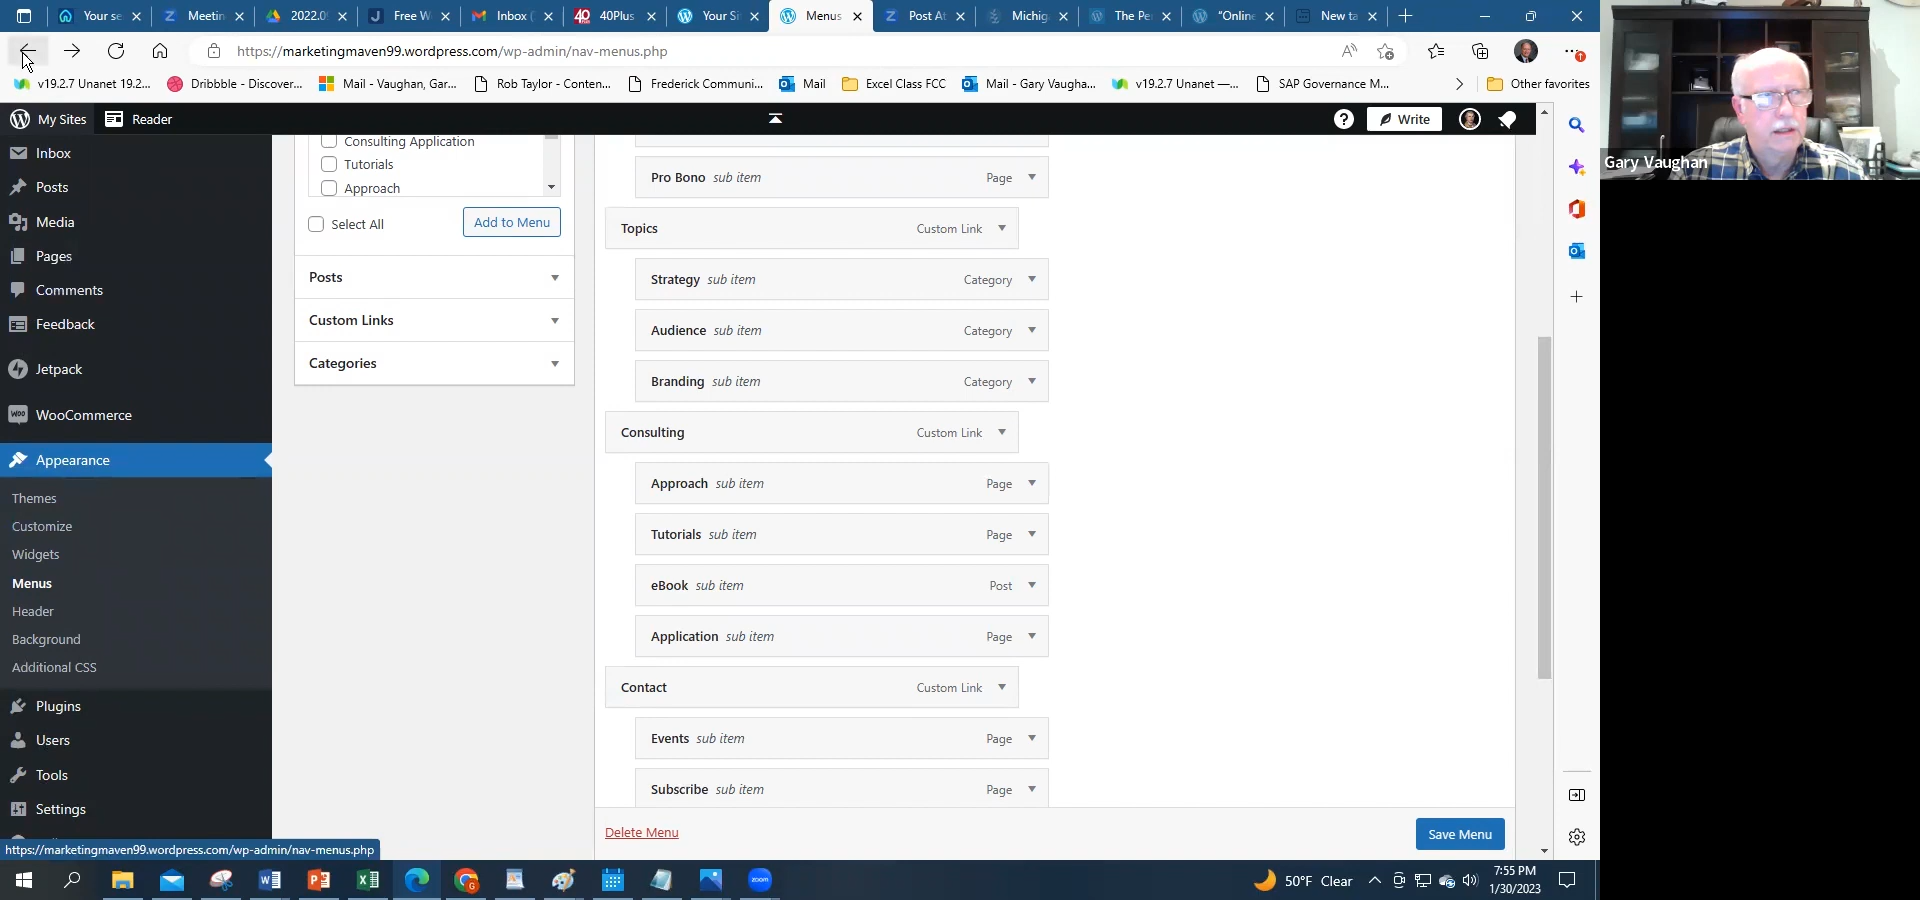 Your se
Meetin
2022.0
Free W
Inbox (
40Plus
Your Si
Menus
Post At
Michig
The Pe
"Online
New ta
https://marketingmaven99.wordpress.com/wp-admin/nav-menus.php
v19.2.7 Unanet 19.2...
Dribbble - Discover...
Mail - Vaughan, Gar...
Rob Taylor - Conten...
Frederick Communi...
Mail
Excel Class FCC
Mail - Gary Vaugha...
v19.2.7 Unanet —...
SAP Governance M...
Other favorites
My Sites
Reader
Write
Inbox
Posts
Media
Pages
Comments
Feedback
Jetpack
WooCommerce
Appearance
Themes
Customize
Widgets
Menus
Header
Background
Additional CSS
Plugins
Users
Tools
Settings
https://marketingmaven99.wordpress.com/wp-admin/nav-menus.php
Consulting Application
Tutorials
Approach
Select All
Add to Menu
Posts
Custom Links
Categories
Pro Bono sub item Page
Topics Custom Link
Strategy sub item Category
Audience sub item Category
Branding sub item Category
Consulting Custom Link
Approach sub item Page
Tutorials sub item Page
eBook sub item Post
Application sub item Page
Contact Custom Link
Events sub item Page
Subscribe sub item Page
Delete Menu
Save Menu
Gary Vaughan
zoom
50°F Clear
7:55 PM
1/30/2023